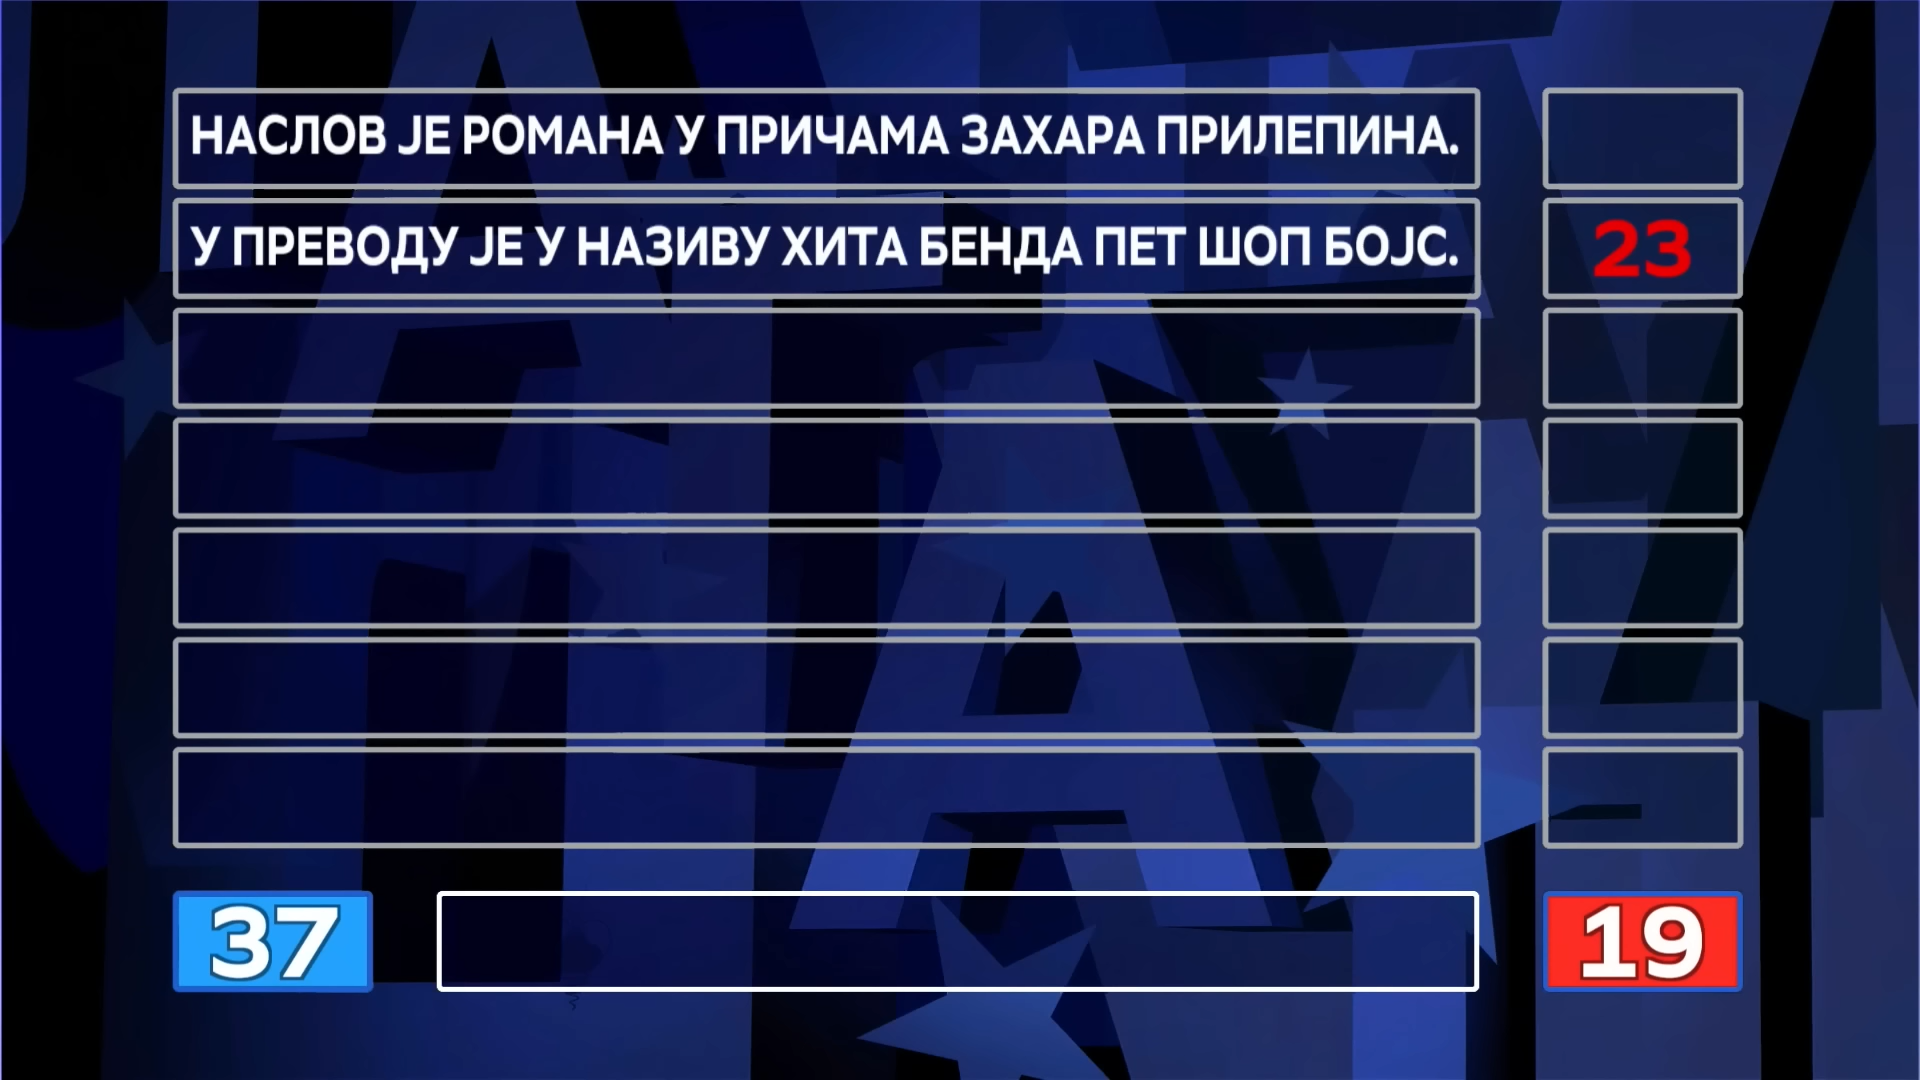 НАСЛОВ ЈЕ РОМАНА У ПРИЧАМА ЗАХАРА ПРИЛЕПИНА.
У ПРЕВОДУ ЈЕ У НАЗИВУ ХИТА БЕНДА ПЕТ ШОП БОЈС. 23
37 19